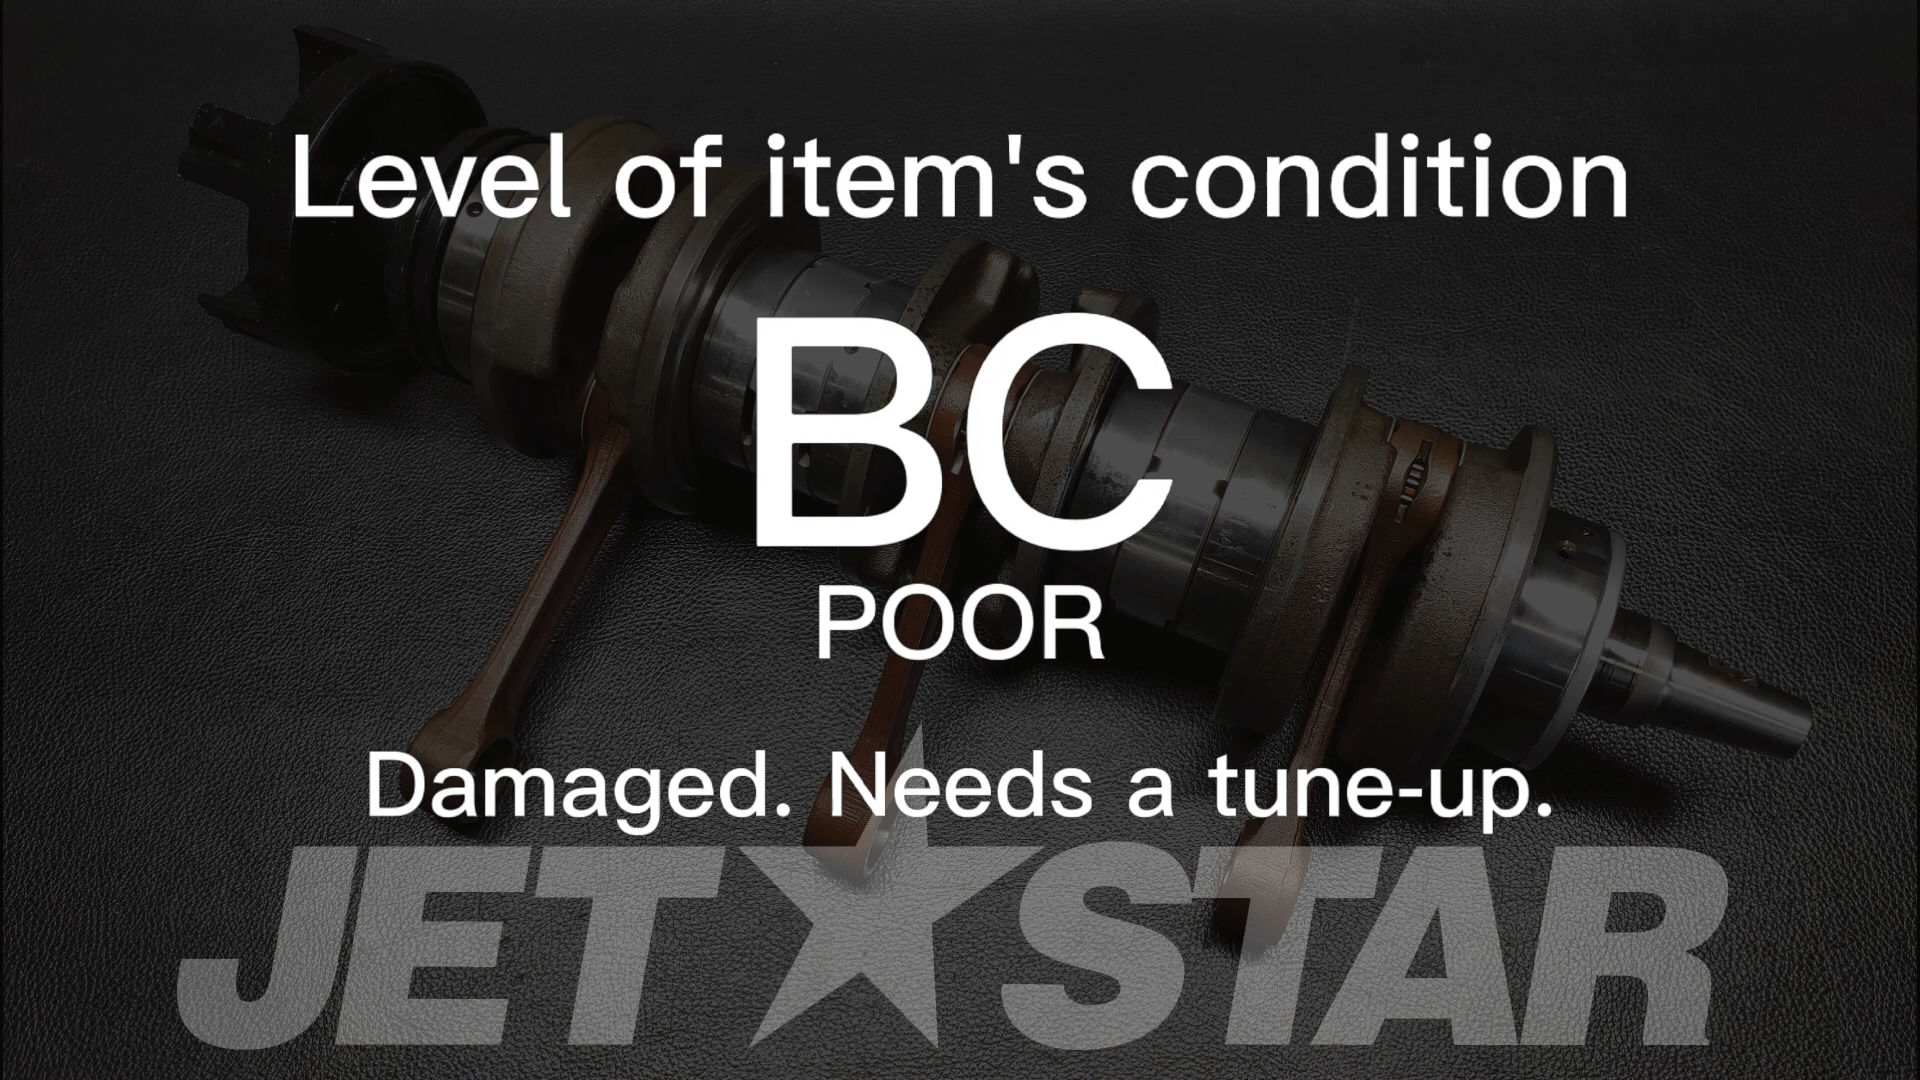 Level of item's condition
BC
POOR
Damaged. Needs a tune-up.
JET★STAR